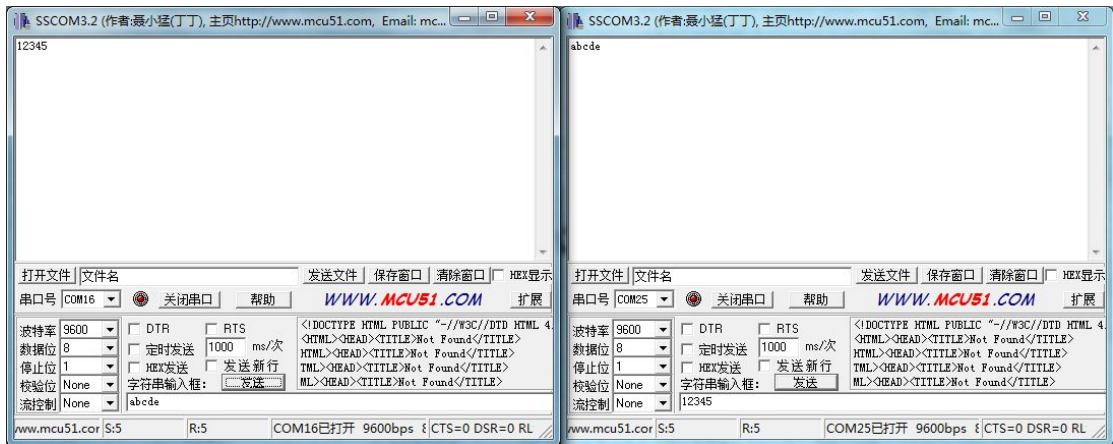 SSCOM3.2 (作者:聂小猛(丁丁), 主页http://www.mcu51.com, Email: mc...
12345
打开文件 文件名 发送文件 保存窗口 清除窗口 HEX显示
串口号 COM16 关闭串口 帮助 WWW.MCU51.COM 扩展
波特率 9600 DTR RTS
数据位 8 定时发送 1000 ms/次
停止位 1 HEX发送 发送新行
校验位 None 字符串输入框: 发送
流控制 None abcde
<!DOCTYPE HTML PUBLIC "-//W3C//DTD HTML 4.
<HTML><HEAD><TITLE>Not Found</TITLE>
HTML><HEAD><TITLE>Not Found</TITLE>
TML><HEAD><TITLE>Not Found</TITLE>
ML><HEAD><TITLE>Not Found</TITLE>
ww.mcu51.cor S:5 R:5 COM16已打开 9600bps 8 CTS=0 DSR=0 RL
SSCOM3.2 (作者:聂小猛(丁丁), 主页http://www.mcu51.com, Email: mc...
abcde
打开文件 文件名 发送文件 保存窗口 清除窗口 HEX显示
串口号 COM25 关闭串口 帮助 WWW.MCU51.COM 扩展
波特率 9600 DTR RTS
数据位 8 定时发送 1000 ms/次
停止位 1 HEX发送 发送新行
校验位 None 字符串输入框: 发送
流控制 None 12345
<!DOCTYPE HTML PUBLIC "-//W3C//DTD HTML 4.
<HTML><HEAD><TITLE>Not Found</TITLE>
HTML><HEAD><TITLE>Not Found</TITLE>
TML><HEAD><TITLE>Not Found</TITLE>
ML><HEAD><TITLE>Not Found</TITLE>
ww.mcu51.cor S:5 R:5 COM25已打开 9600bps 8 CTS=0 DSR=0 RL